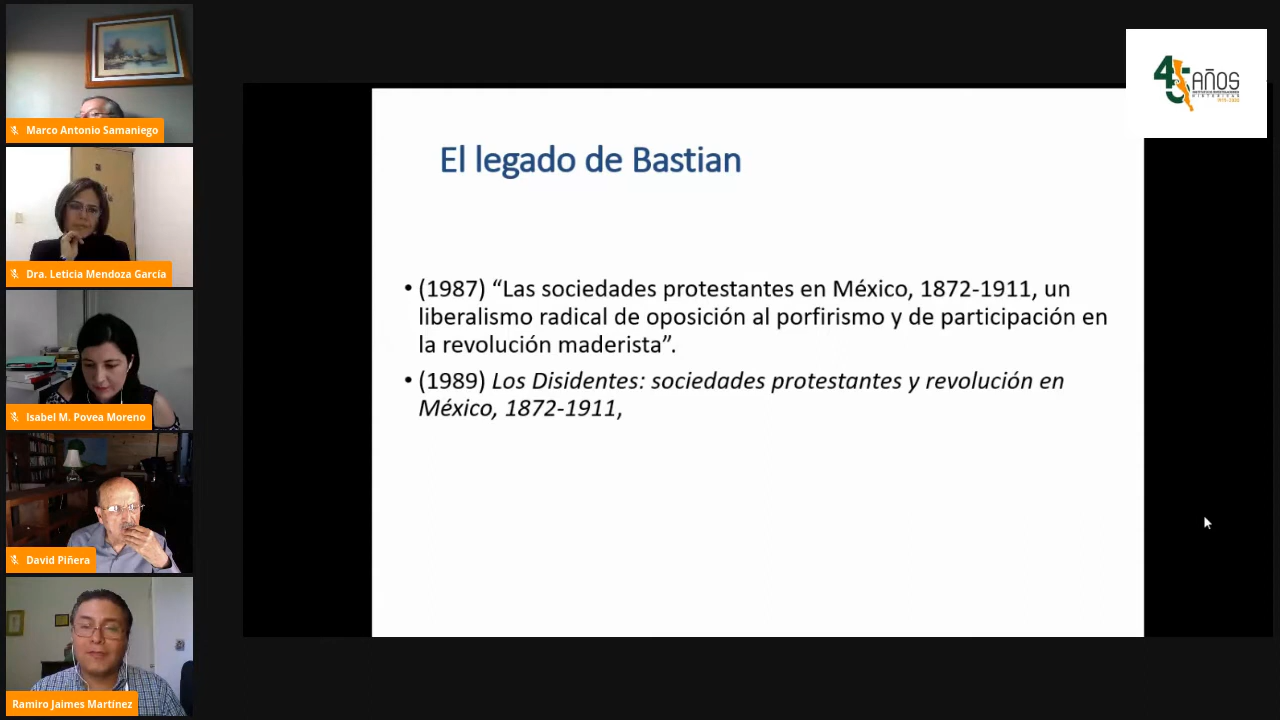 Marco Antonio Samaniego
Dra. Leticia Mendoza García
Isabel M. Povea Moreno
David Piñera
Ramiro Jaimes Martínez
45 AÑOS
El legado de Bastian
• (1987) “Las sociedades protestantes en México, 1872-1911, un
liberalismo radical de oposición al porfirismo y de participación en
la revolución maderista”.
• (1989) Los Disidentes: sociedades protestantes y revolución en
México, 1872-1911,